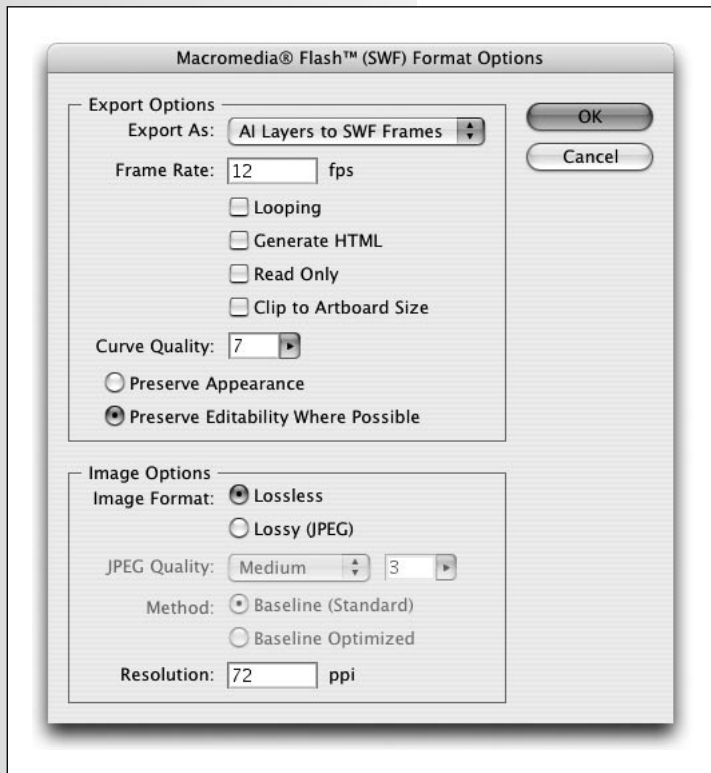 Macromedia® Flash™ (SWF) Format Options
Export Options
Export As: AI Layers to SWF Frames
OK
Cancel
Frame Rate: 12 fps
Looping
Generate HTML
Read Only
Clip to Artboard Size
Curve Quality: 7
Preserve Appearance
Preserve Editability Where Possible
Image Options
Image Format: Lossless
Lossy (JPEG)
JPEG Quality: Medium 3
Method: Baseline (Standard)
Baseline Optimized
Resolution: 72 ppi